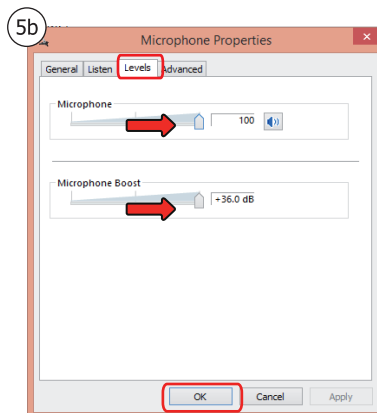 5b
Microphone Properties
General Listen Levels Advanced
Microphone
100
Microphone Boost
+36.0 dB
OK Cancel Apply